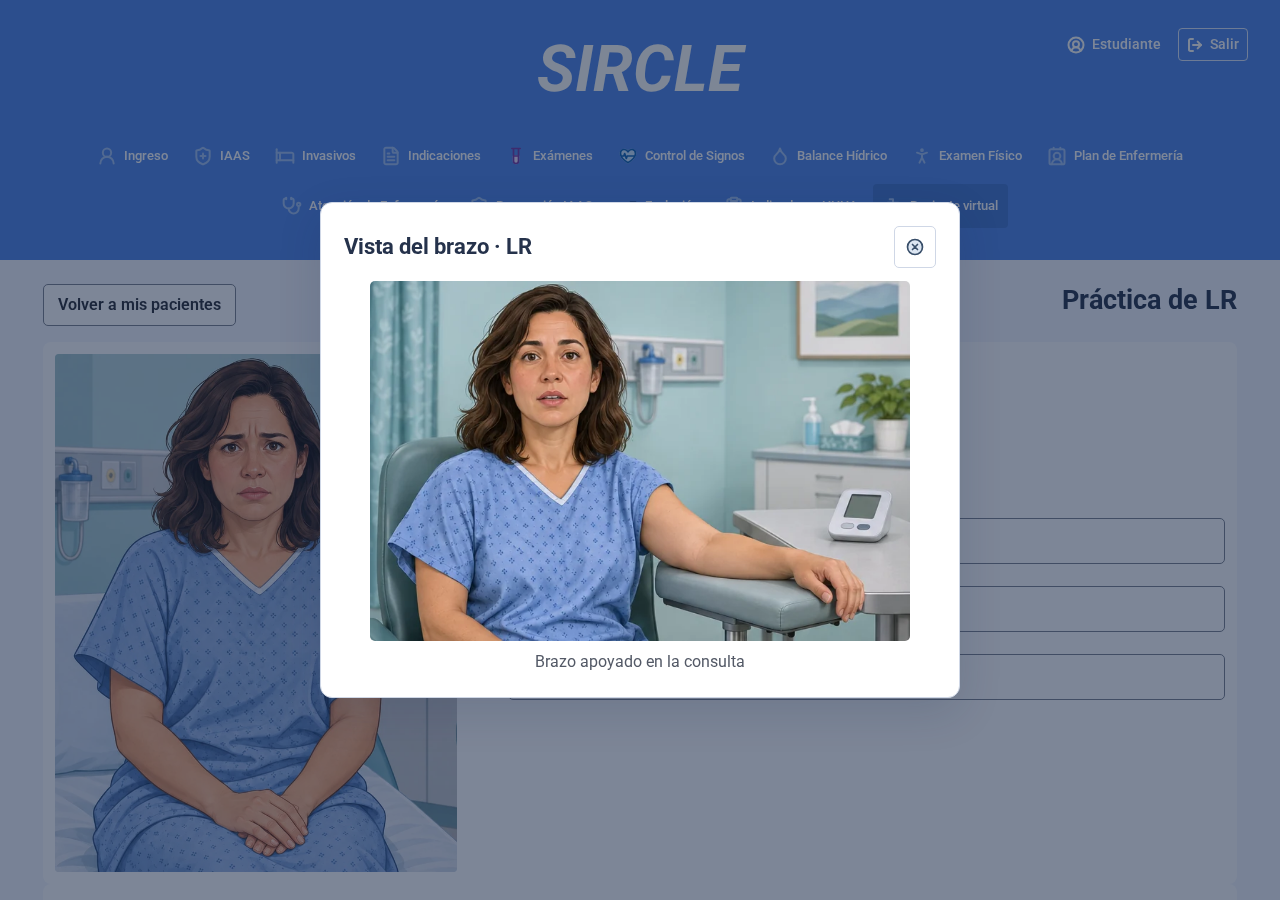 SIRCLE
Estudiante
Salir
Ingreso
IAAS
Invasivos
Indicaciones
Exámenes
Control de Signos
Balance Hídrico
Examen Físico
Plan de Enfermería
virtual
Vista del brazo · LR
Volver a mis pacientes
Práctica de LR
Brazo apoyado en la consulta